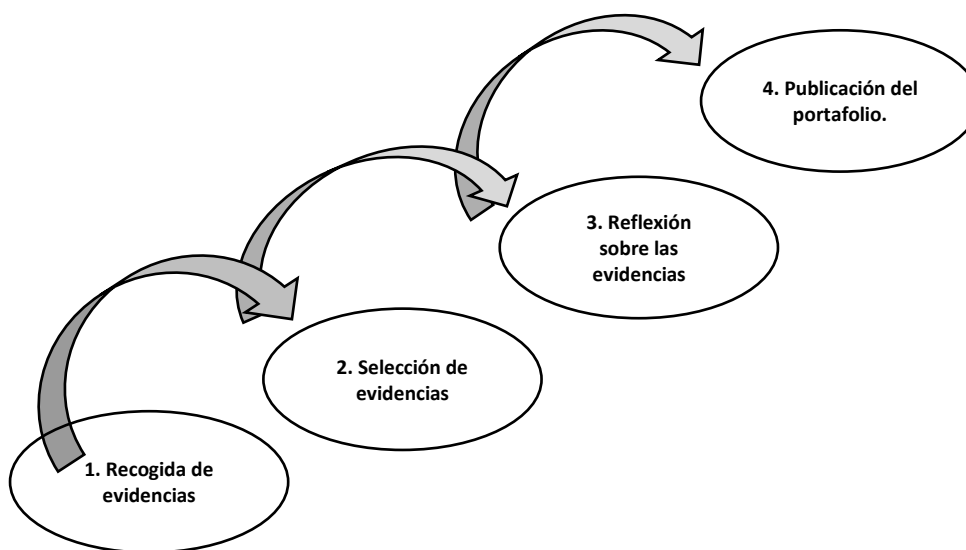 1. Recogida de
evidencias
2. Selección de
evidencias
3. Reflexión
sobre las
evidencias
4. Publicación del
portafolio.